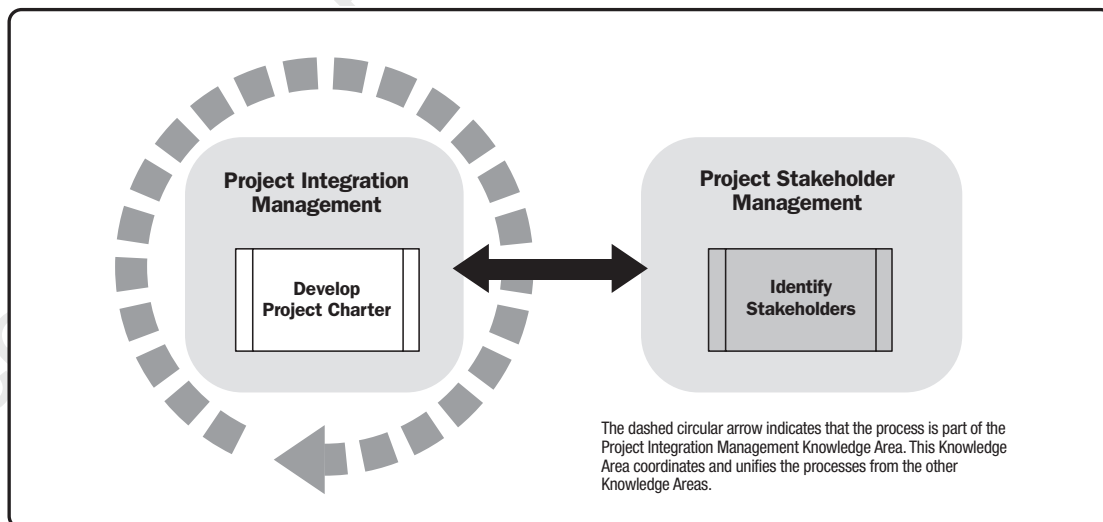 Project Integration
Management
Develop
Project Charter
Project Stakeholder
Management
Identify
Stakeholders
The dashed circular arrow indicates that the process is part of the
Project Integration Management Knowledge Area. This Knowledge
Area coordinates and unifies the processes from the other
Knowledge Areas.